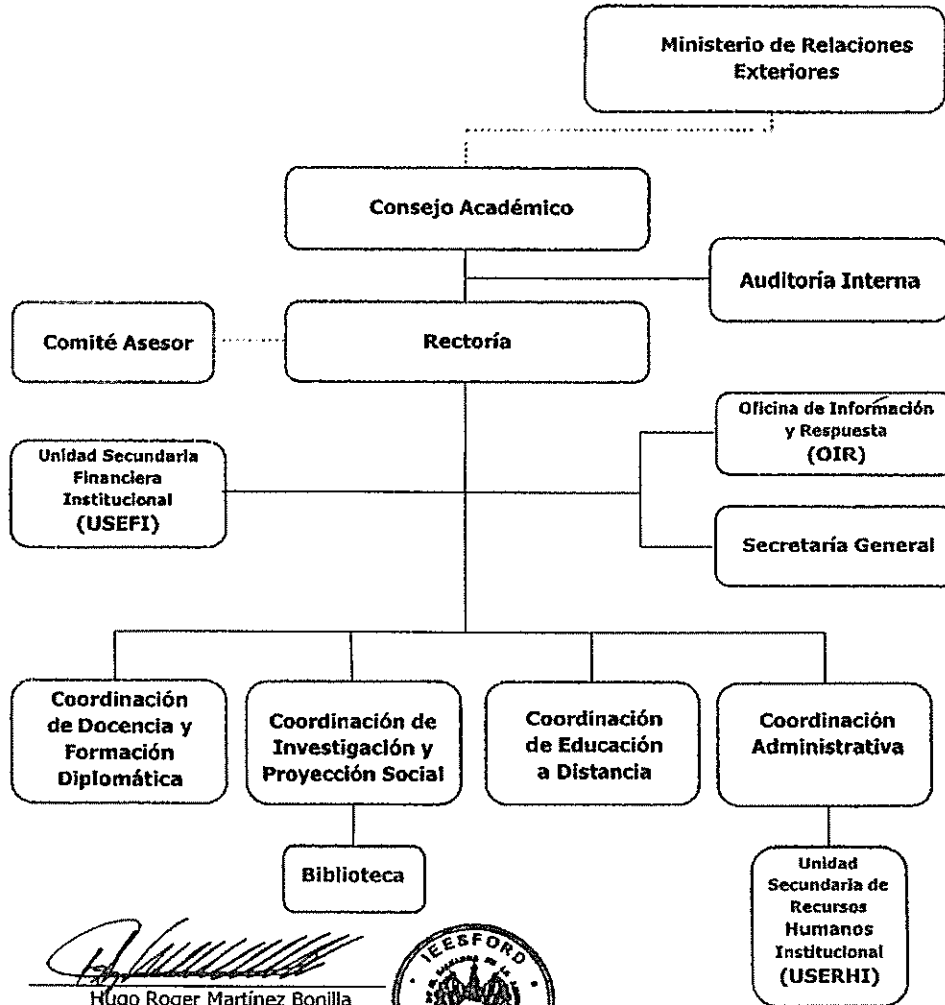 Ministerio de Relaciones
Exteriores
Consejo Académico
Auditoría Interna
Comité Asesor
Rectoría
Oficina de Información
y Respuesta
(OIR)
Unidad Secundaria
Financiera
Institucional
(USEFI)
Secretaría General
Coordinación
de Docencia y
Formación
Diplomática
Coordinación de
Investigación y
Proyección Social
Coordinación
de Educación
a Distancia
Coordinación
Administrativa
Biblioteca
Unidad
Secundaria de
Recursos
Humanos
Institucional
(USERHI)
IEESFORD
Hugo Roger Martínez Bonilla